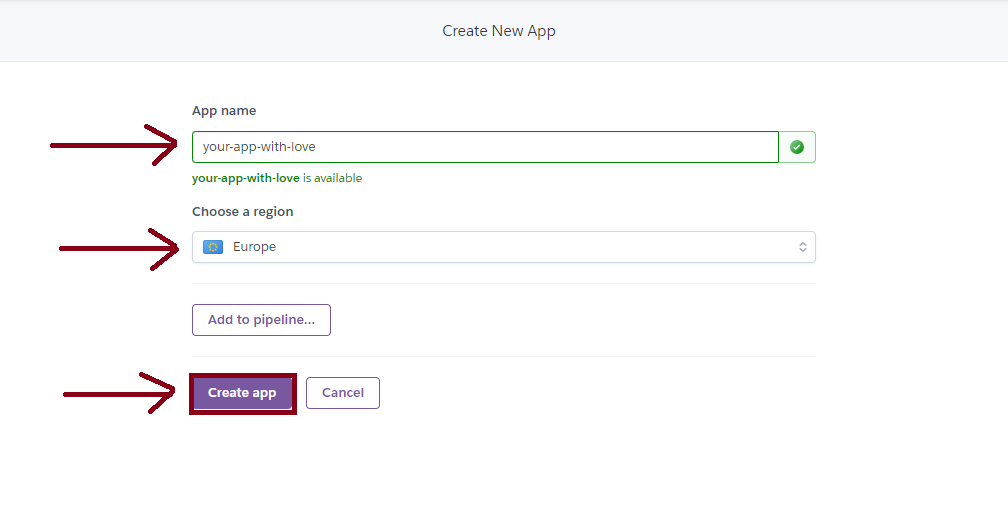 Create New App
App name
your-app-with-love
your-app-with-love is available
Choose a region
Europe
Add to pipeline...
Create app Cancel